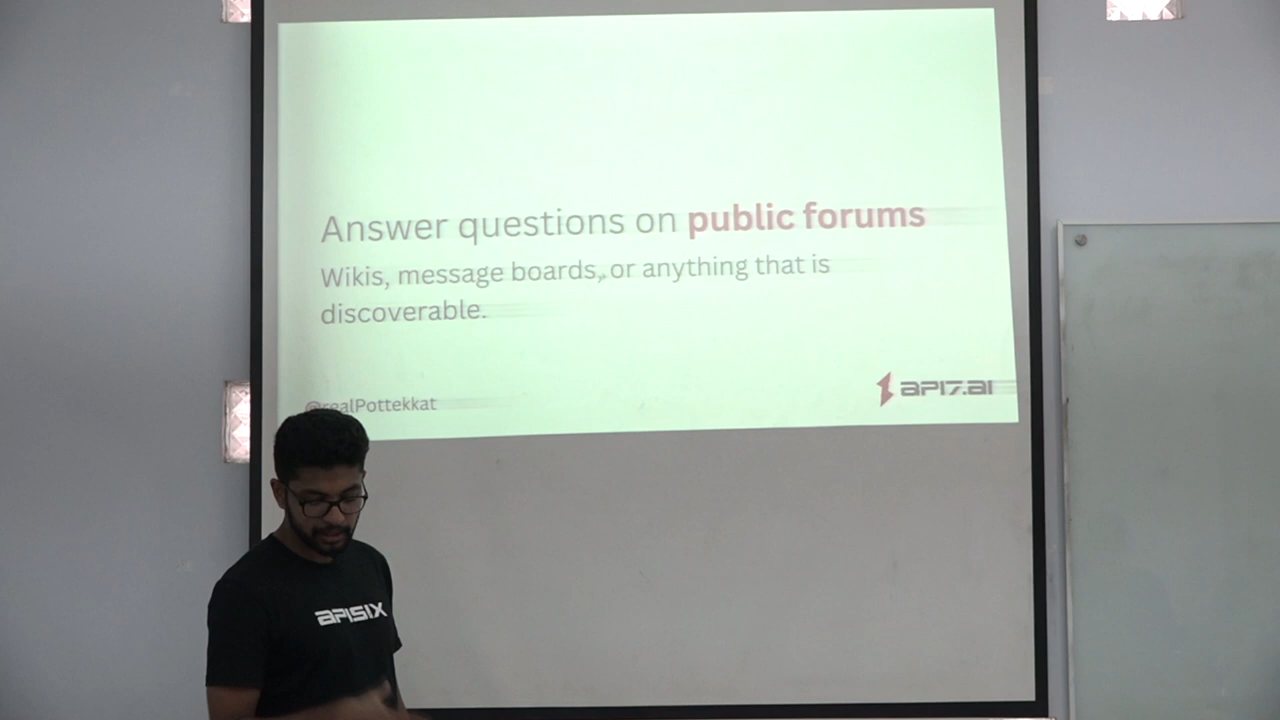 Answer questions on public forums
Wikis, message boards, or anything that is
discoverable.
@realPottekkat
API7.AI
APISIX